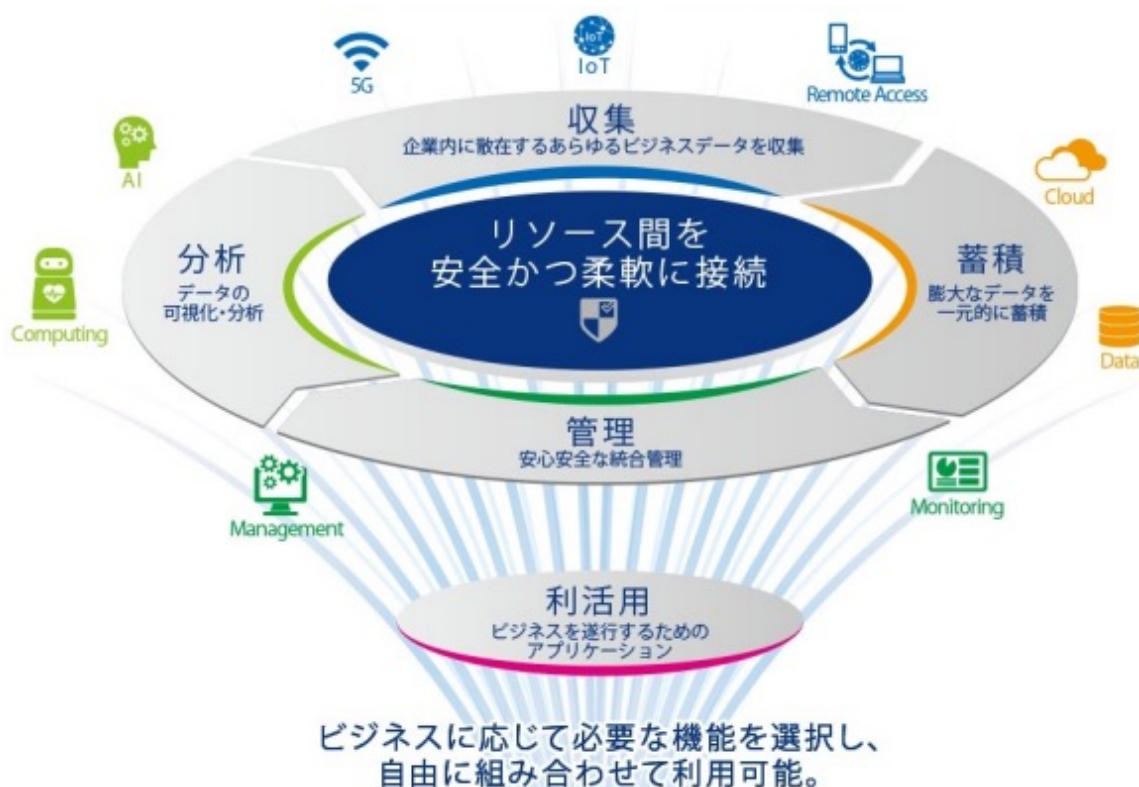 5G
IoT
IoT
Remote Access
AI
収集
企業内に散在するあらゆるビジネスデータを収集
Cloud
リソース間を
安全かつ柔軟に接続
分析
データの
可視化・分析
蓄積
膨大なデータを
一元的に蓄積
Computing
Data
管理
安心安全な統合管理
Management
Monitoring
利活用
ビジネスを遂行するための
アプリケーション
ビジネスに応じて必要な機能を選択し、
自由に組み合わせて利用可能。